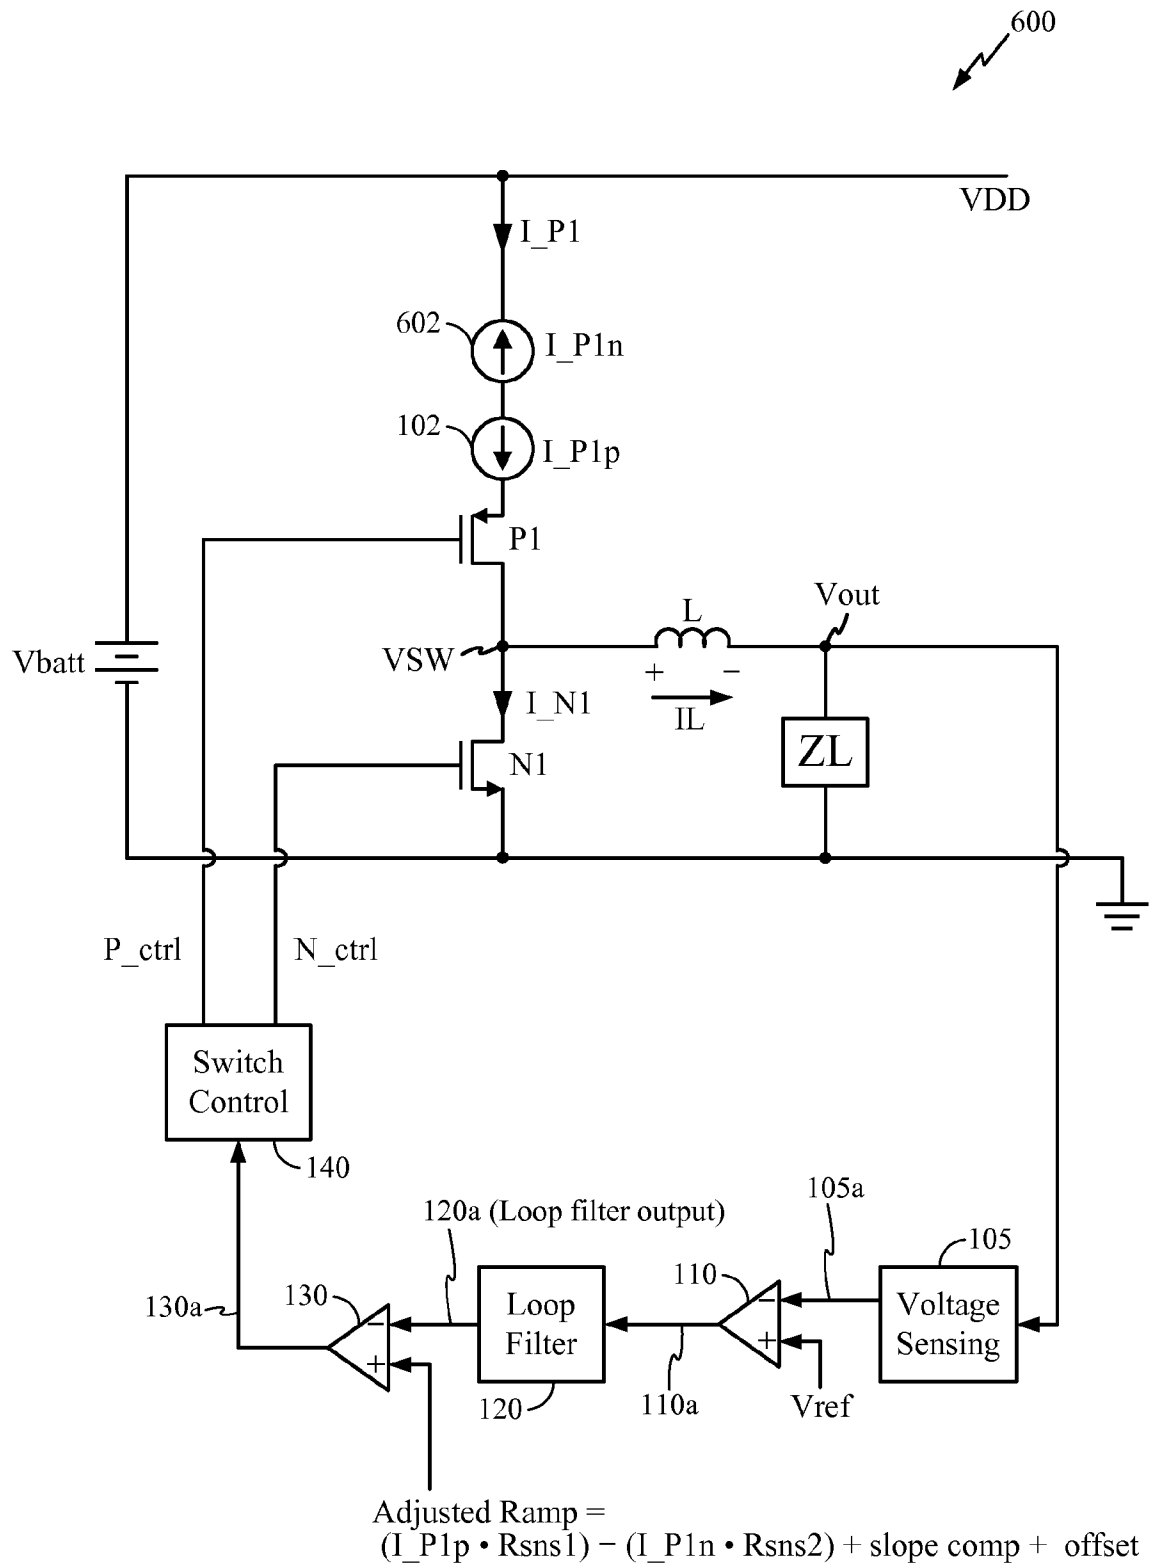 600
VDD
I_P1
602
I_P1n
102
I_P1p
P1
Vout
L
Vbatt
VSW
+
−
I_N1
IL
N1
ZL
P_ctrl
N_ctrl
Switch
Control
140
105a
120a (Loop filter output)
105
110
130a
130
−
+
Loop
Filter
−
+
Voltage
Sensing
120
110a
Vref
Adjusted Ramp =
(I_P1p • Rsns1) − (I_P1n • Rsns2) + slope comp + offset